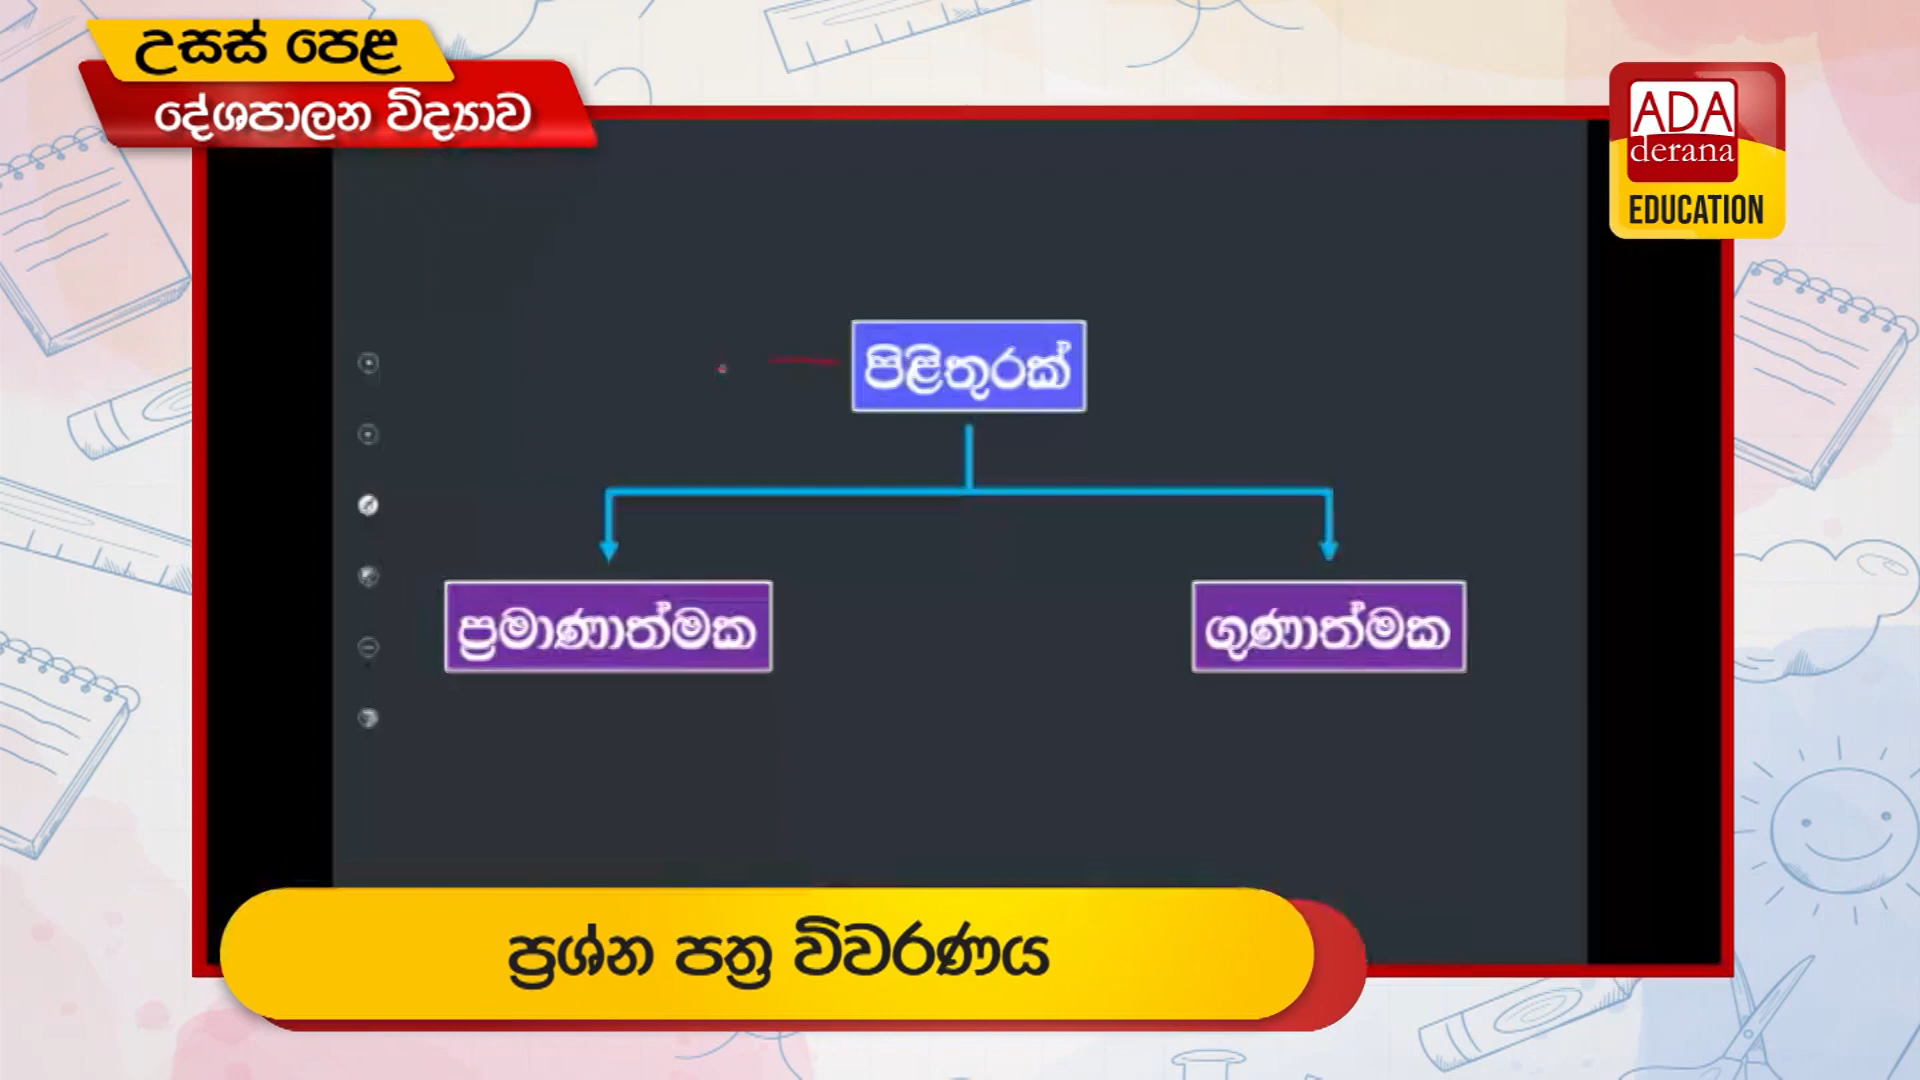 උසස් පෙළ
දේශපාලන විද්‍යාව
ADA
derana
EDUCATION
පිළිතුරක්
ප්‍රමාණාත්මක
ගුණාත්මක
ප්‍රශ්න පත්‍ර විවරණය